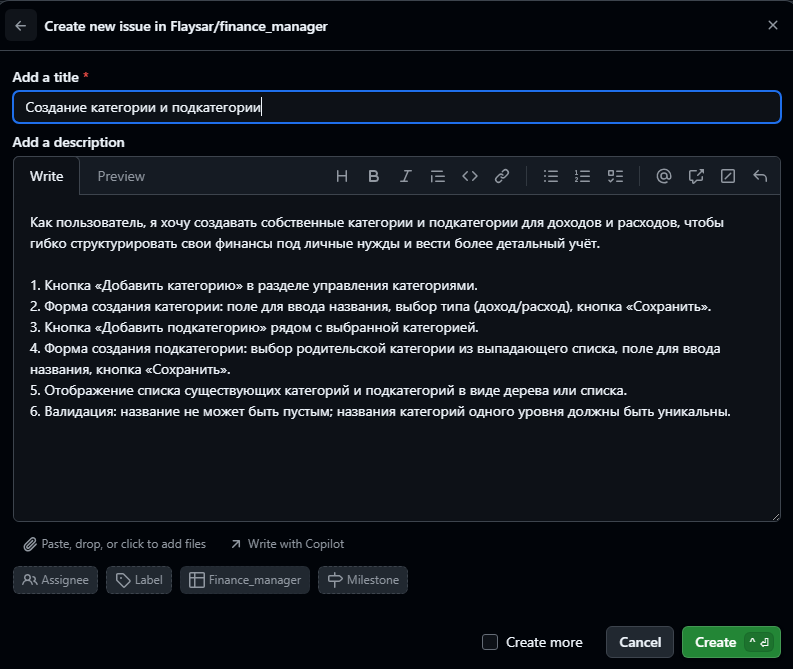 Create new issue in Flaysar/finance_manager
Add a title *
Создание категории и подкатегории
Add a description
Write
Preview
Как пользователь, я хочу создавать собственные категории и подкатегории для доходов и расходов, чтобы
гибко структурировать свои финансы под личные нужды и вести более детальный учёт.
1. Кнопка «Добавить категорию» в разделе управления категориями.
2. Форма создания категории: поле для ввода названия, выбор типа (доход/расход), кнопка «Сохранить».
3. Кнопка «Добавить подкатегорию» рядом с выбранной категорией.
4. Форма создания подкатегории: выбор родительской категории из выпадающего списка, поле для ввода
названия, кнопка «Сохранить».
5. Отображение списка существующих категорий и подкатегорий в виде дерева или списка.
6. Валидация: название не может быть пустым; названия категорий одного уровня должны быть уникальны.
Paste, drop, or click to add files
Write with Copilot
Assignee
Label
Finance_manager
Milestone
Create more
Cancel
Create